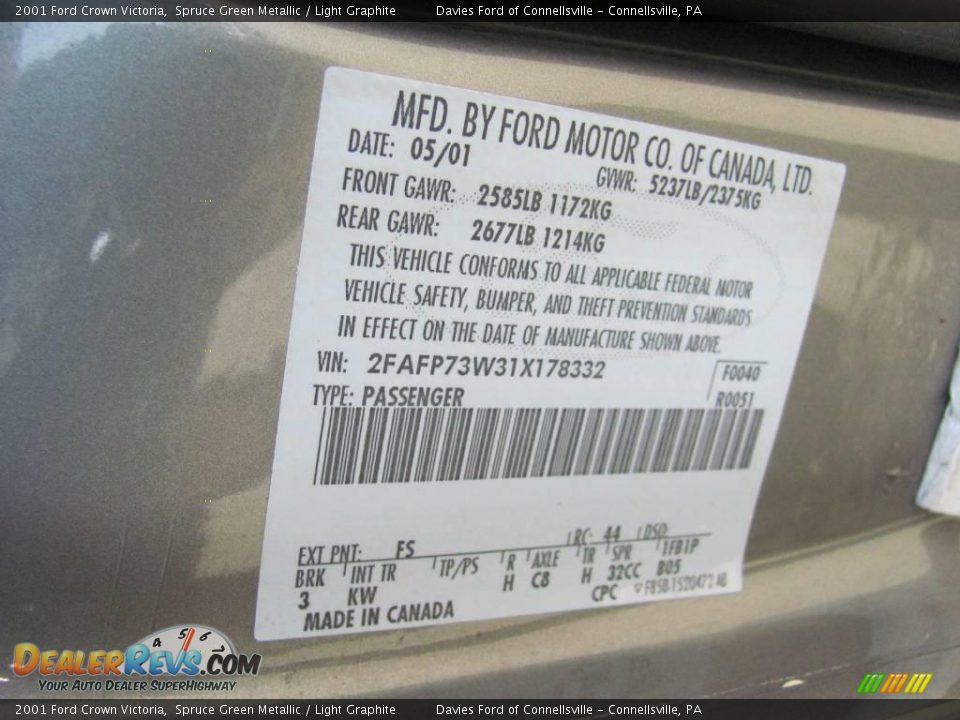 2001 Ford Crown Victoria, Spruce Green Metallic / Light Graphite Davies Ford of Connellsville - Connellsville, PA
MFD. BY FORD MOTOR CO. OF CANADA, LTD.
DATE: 05/01 GVWR: 5237LB/2375KG
FRONT GAWR: 2585LB 1172KG
REAR GAWR: 2677LB 1214KG
THIS VEHICLE CONFORMS TO ALL APPLICABLE FEDERAL MOTOR
VEHICLE SAFETY, BUMPER, AND THEFT PREVENTION STANDARDS
IN EFFECT ON THE DATE OF MANUFACTURE SHOWN ABOVE.
VIN: 2FAFP73W31X178332 F0040
TYPE: PASSENGER R0051
EXT PNT: FS RC: 44 DSO:
BRK INT TR TP/PS R AXLE TR SPR 1FB1P
3 KW H C8 H 32CC B05
MADE IN CANADA CPC
4 5 6
DEALERREVS.COM
YOUR AUTO DEALER SUPERHIGHWAY
2001 Ford Crown Victoria, Spruce Green Metallic / Light Graphite Davies Ford of Connellsville - Connellsville, PA